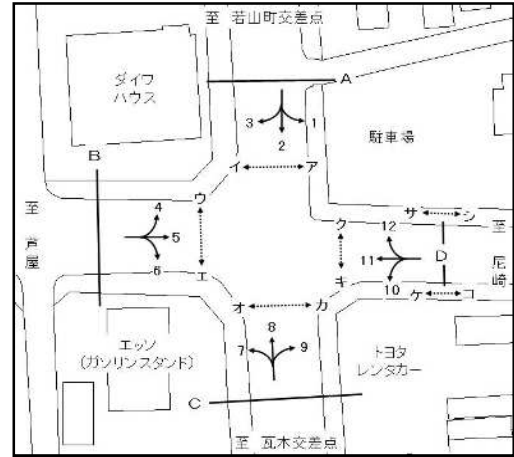 至 若山町交差点
ダイワ
ハウス
A
3
1
2
駐車場
B
イ
ア
ウ
サ
シ
至
芦屋
4
5
6
ク
12
11
10
D
至
尼崎
エ
キ
ケ
コ
オ
カ
8
7
9
エッソ
(ガソリンスタンド)
トヨタ
レンタカー
C
至 瓦木交差点